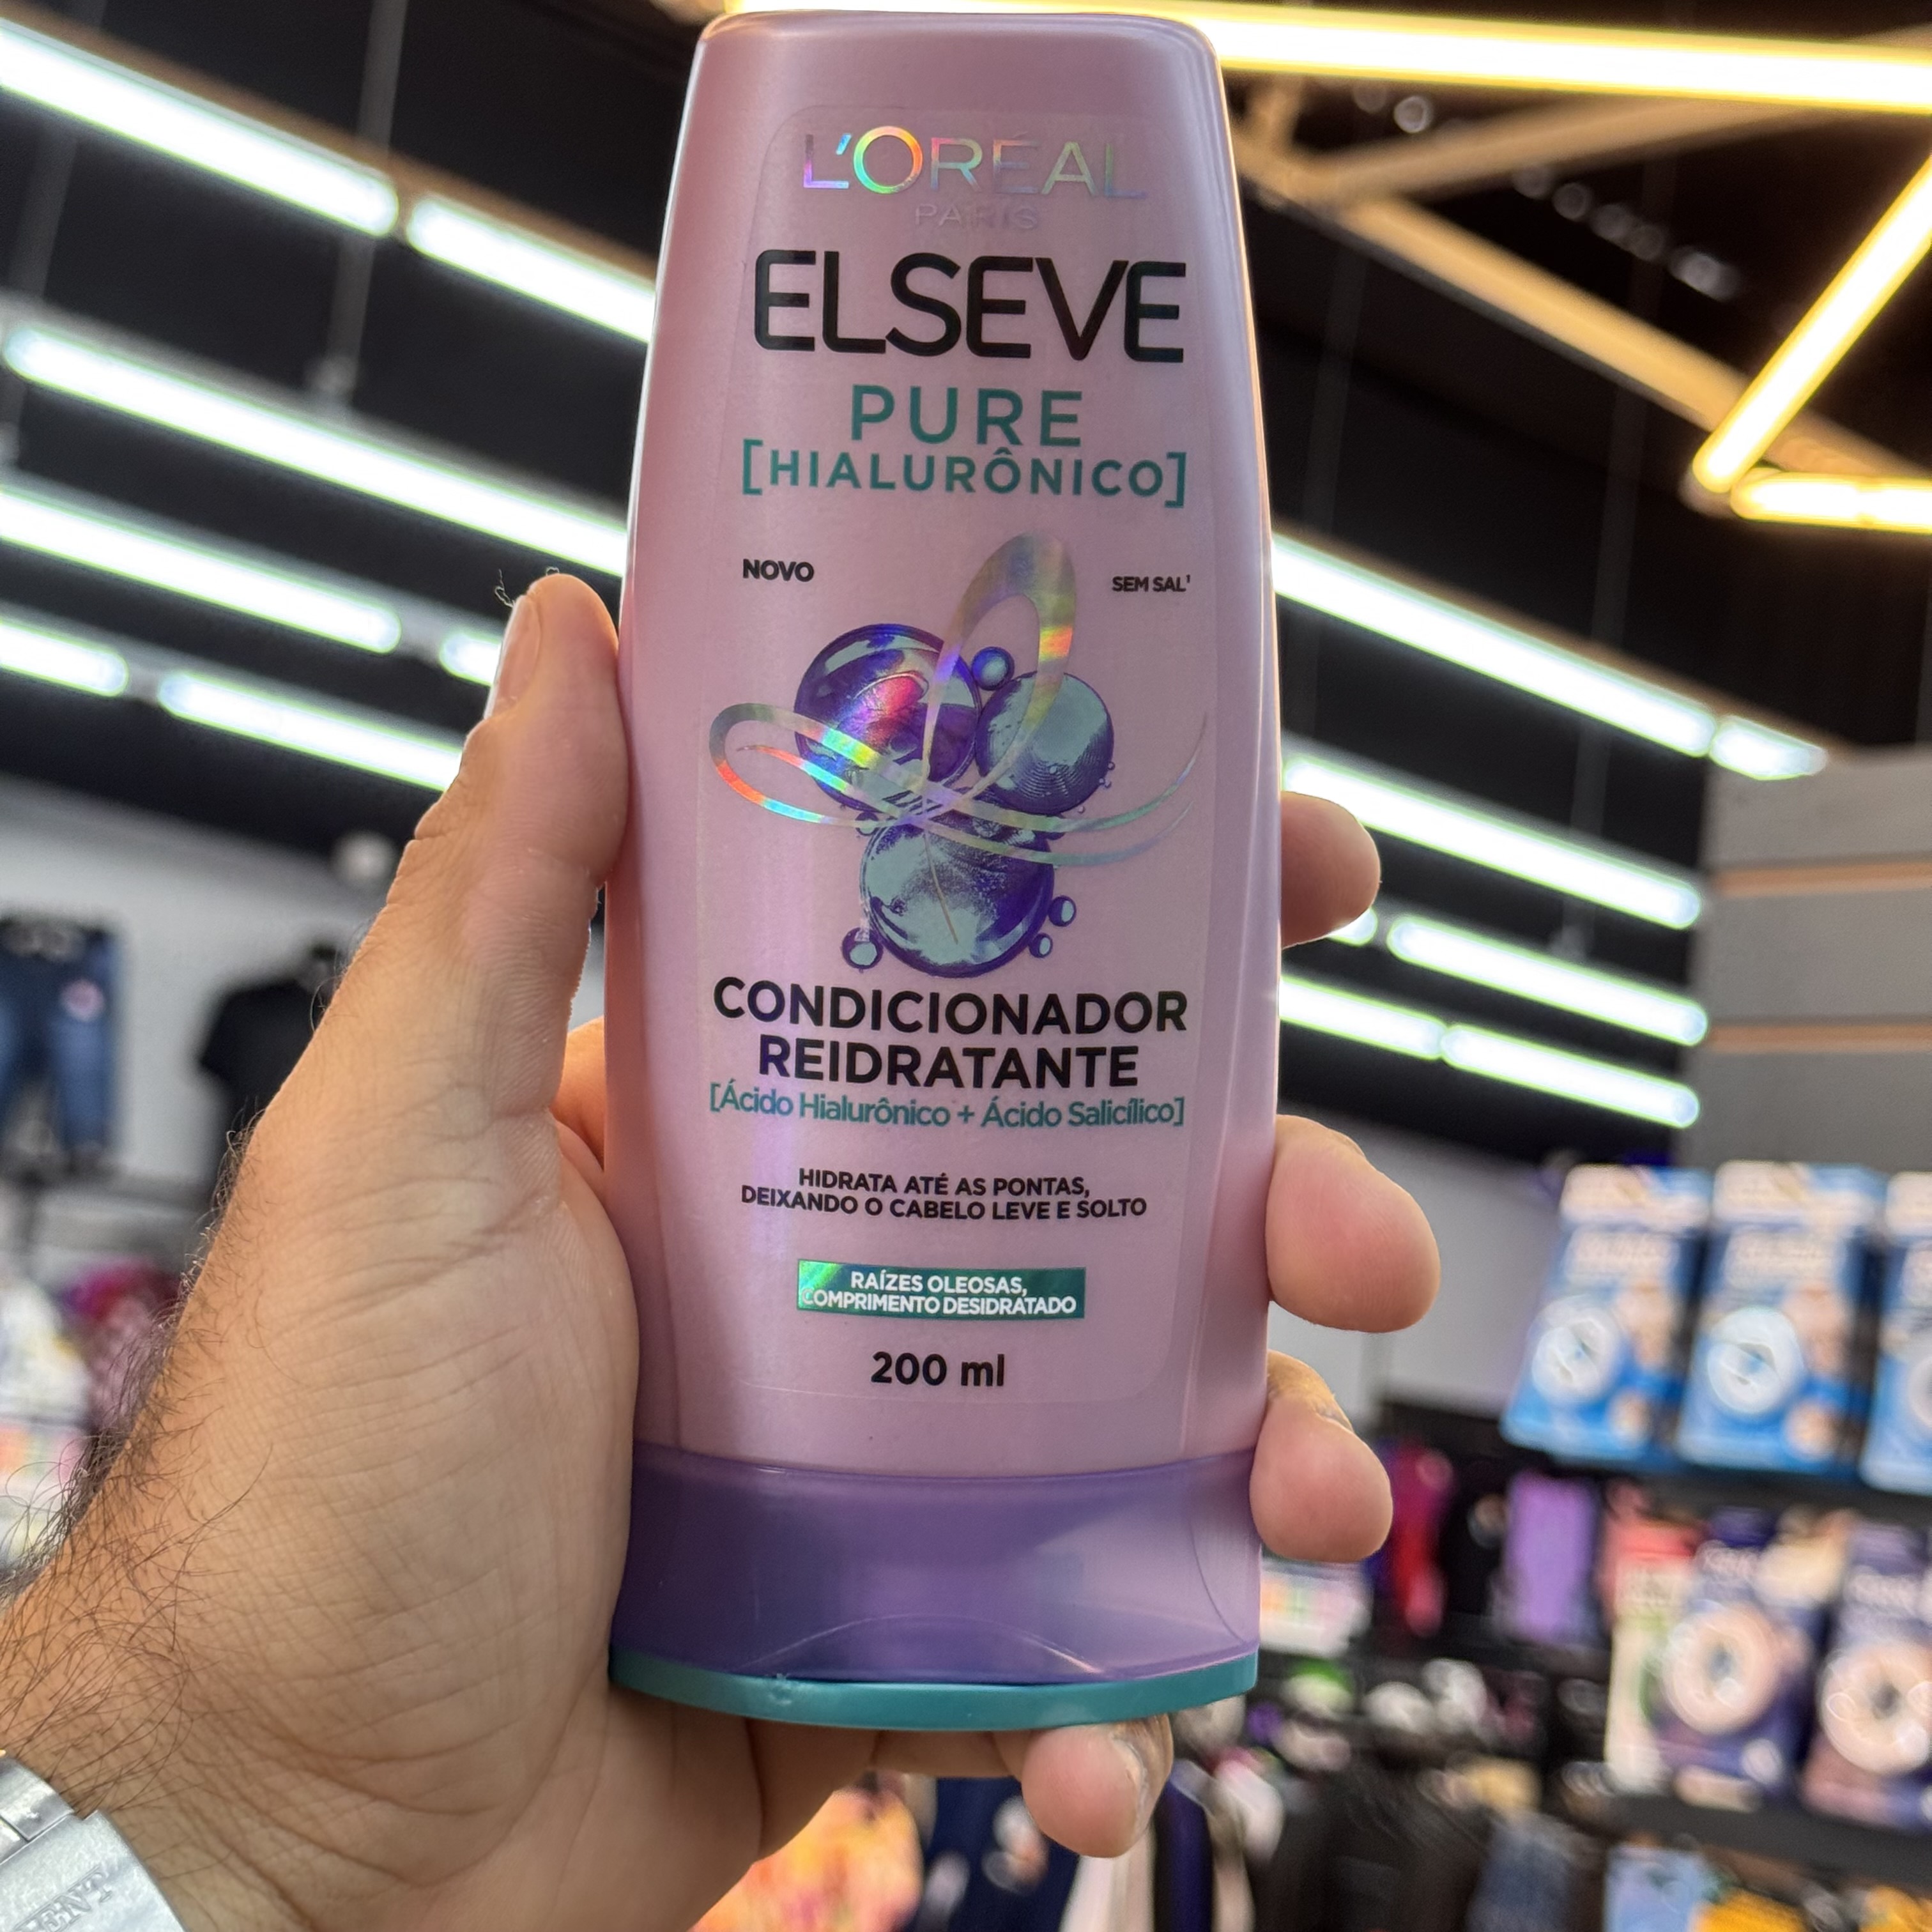 L'ORÉAL
PARIS
ELSEVE
PURE
[HIALURÔNICO]
NOVO
SEM SAL¹
CONDICIONADOR
REIDRATANTE
[Ácido Hialurônico + Ácido Salicílico]
HIDRATA ATÉ AS PONTAS,
DEIXANDO O CABELO LEVE E SOLTO
RAÍZES OLEOSAS,
COMPRIMENTO DESIDRATADO
200 ml